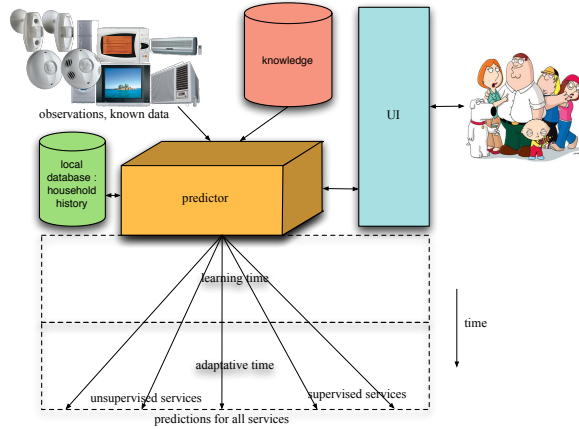 knowledge
UI
observations, known data
local
database :
household
history
predictor
learning time
time
adaptative time
unsupervised services
supervised services
predictions for all services